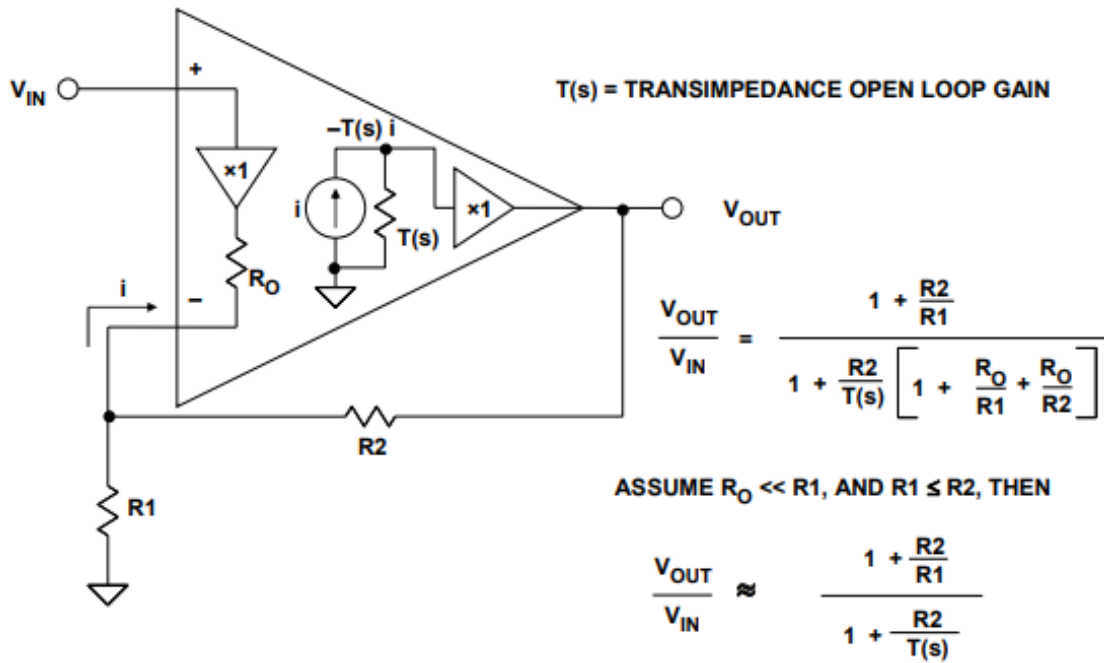 V_IN
+
×1
R_O
–
i
–T(s) i
i
T(s)
×1
V_OUT
R2
R1
T(s) = TRANSIMPEDANCE OPEN LOOP GAIN
V_OUT / V_IN = (1 + R2/R1) / (1 + R2/T(s) [1 + R_O/R1 + R_O/R2])
ASSUME R_O << R1, AND R1 ≤ R2, THEN
V_OUT / V_IN ≈ (1 + R2/R1) / (1 + R2/T(s))